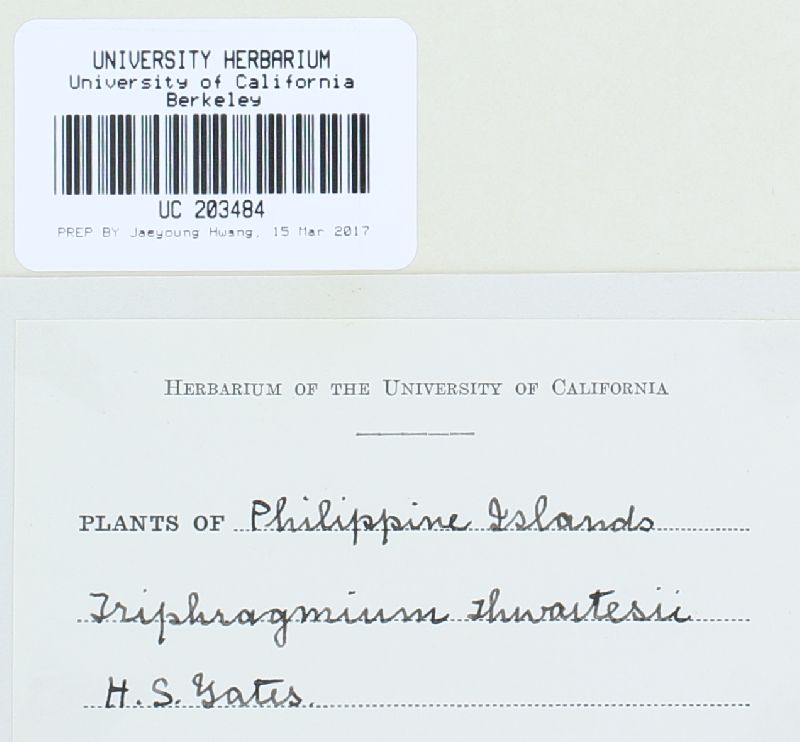 UNIVERSITY HERBARIUM
University of California
Berkeley
UC 203484
PREP BY Jaeyoung Hwang, 15 Mar 2017
HERBARIUM OF THE UNIVERSITY OF CALIFORNIA
PLANTS OF Philippine Islands
Triphragmium thwaitesii
H. S. Yates.